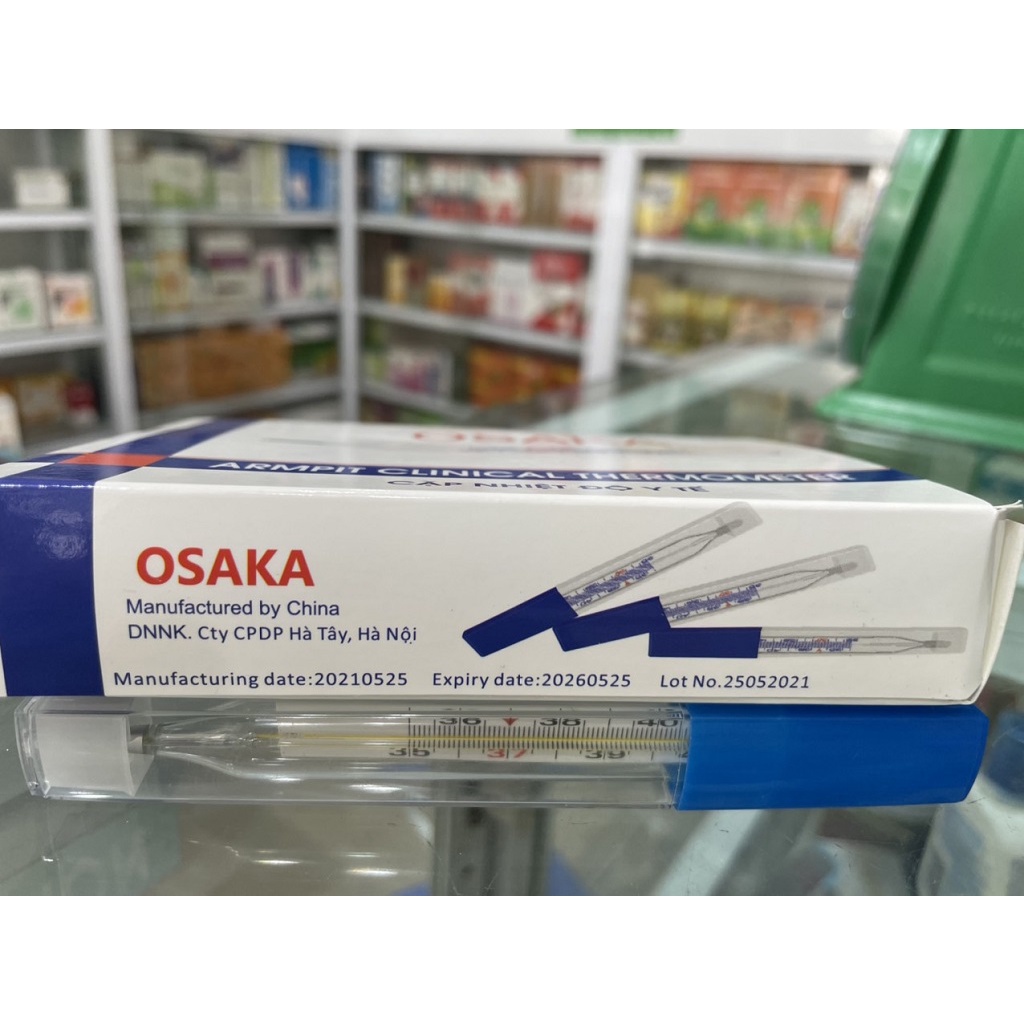 OSAKA
ARMPIT CLINICAL THERMOMETER
CẶP NHIỆT ĐỘ Y TẾ
OSAKA
Manufactured by China
DNNK. Cty CPDP Hà Tây, Hà Nội
Manufacturing date:20210525 Expiry date:20260525 Lot No.25052021
36 38 40
35 37 39